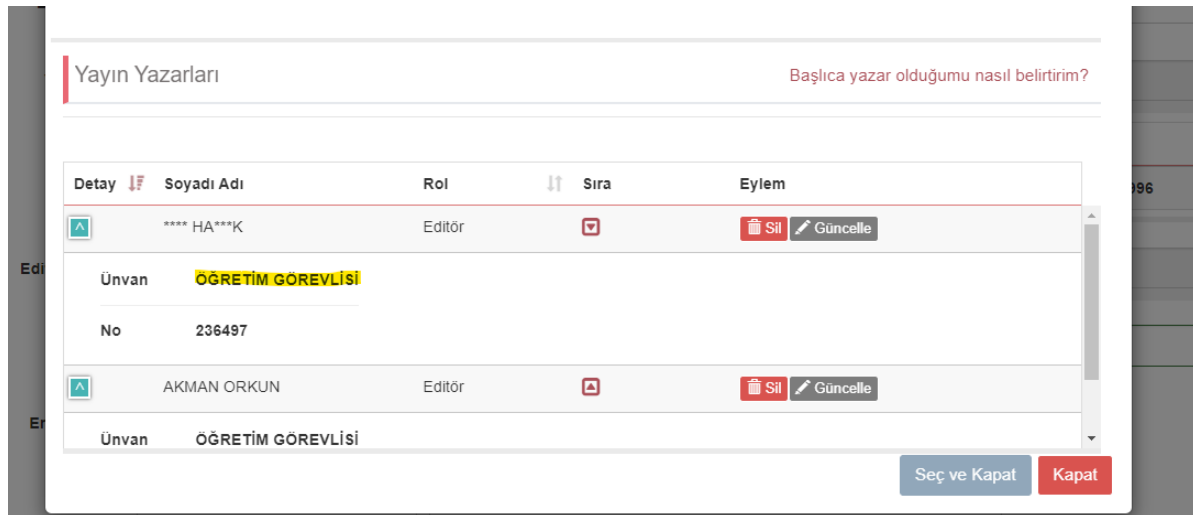 Yayın Yazarları
Başlıca yazar olduğumu nasıl belirtirim?
Detay Soyadı Adı Rol Sıra Eylem
**** HA***K Editör Sil Güncelle
Ünvan ÖĞRETİM GÖREVLİSİ
No 236497
AKMAN ORKUN Editör Sil Güncelle
Ünvan ÖĞRETİM GÖREVLİSİ
Seç ve Kapat Kapat